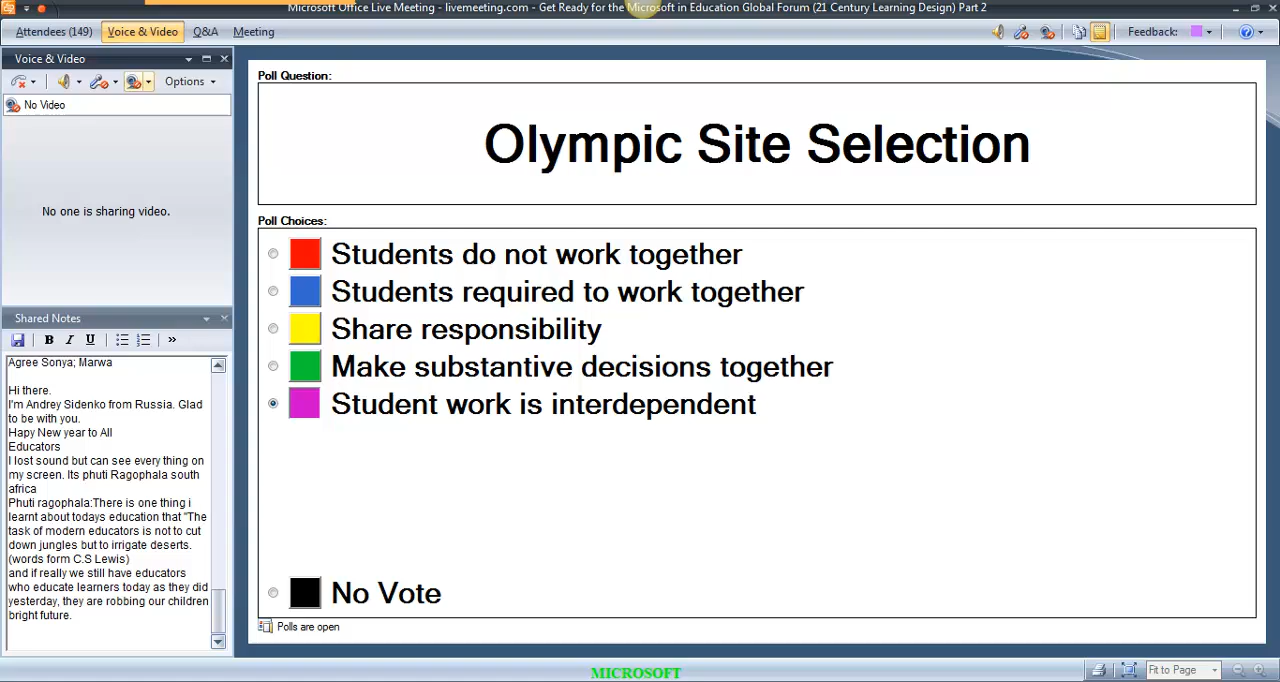 Microsoft Office Live Meeting - livemeeting.com - Get Ready for the Microsoft in Education Global Forum (21 Century Learning Design) Part 2
Attendees (149) Voice & Video Q&A Meeting Feedback:
Voice & Video
Options
No Video
No one is sharing video.
Shared Notes
B I U »
Agree Sonya; Marwa
Hi there.
I'm Andrey Sidenko from Russia. Glad
to be with you.
Hapy New year to All
Educators
I lost sound but can see every thing on
my screen. Its phuti Ragophala south
africa
Phuti ragophala:There is one thing i
learnt about todays education that "The
task of modern educators is not to cut
down jungles but to irrigate deserts.
(words form C.S Lewis)
and if really we still have educators
who educate learners today as they did
yesterday, they are robbing our children
bright future.
Poll Question:
Olympic Site Selection
Poll Choices:
Students do not work together
Students required to work together
Share responsibility
Make substantive decisions together
Student work is interdependent
No Vote
Polls are open
MICROSOFT
Fit to Page